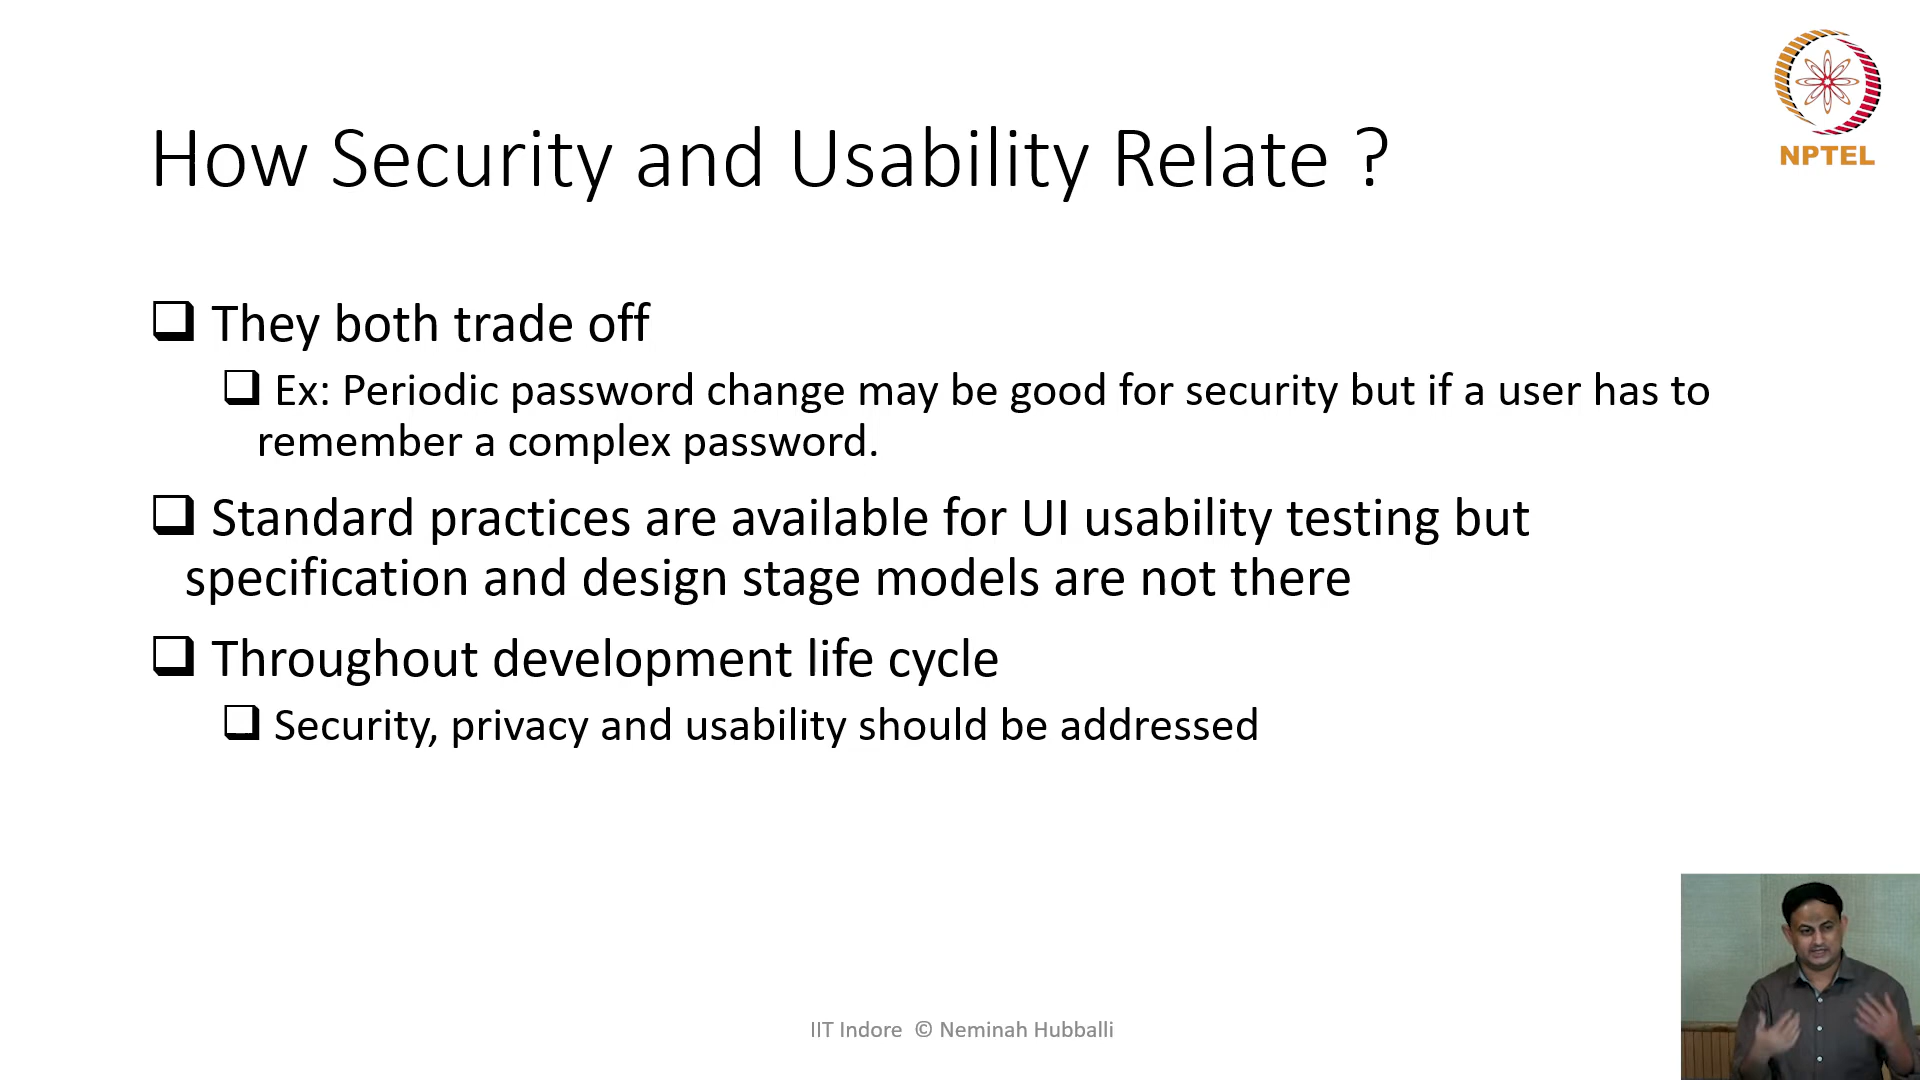 NPTEL
How Security and Usability Relate ?
They both trade off
Ex: Periodic password change may be good for security but if a user has to
remember a complex password.
Standard practices are available for UI usability testing but
specification and design stage models are not there
Throughout development life cycle
Security, privacy and usability should be addressed
IIT Indore © Neminah Hubballi